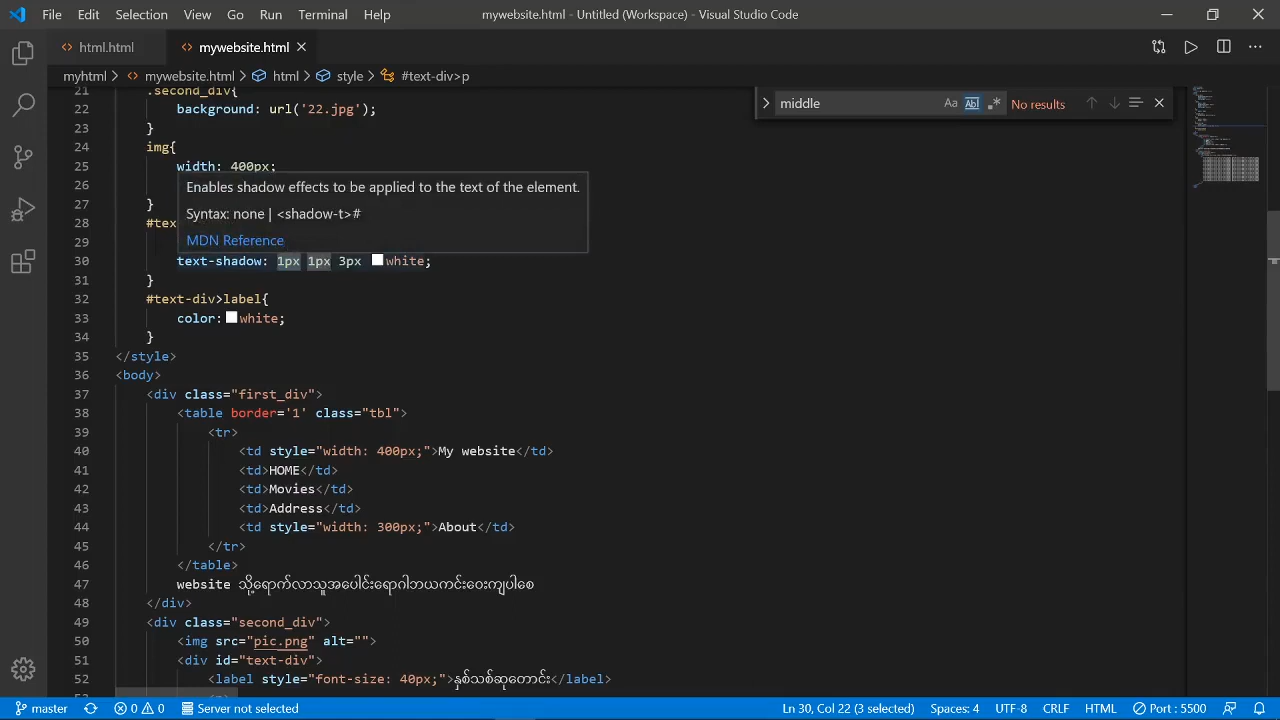 File Edit Selection View Go Run Terminal Help mywebsite.html - Untitled (Workspace) - Visual Studio Code
html.html mywebsite.html
myhtml > mywebsite.html > html > style > #text-div>p
middle Aa Abl .* No results
21 .second_div{
22 background: url('22.jpg');
23 }
24 img{
25 width: 400px;
26
Enables shadow effects to be applied to the text of the element.
27 }
Syntax: none | <shadow-t>#
28 #tex
29
MDN Reference
30 text-shadow: 1px 1px 3px white;
31 }
32 #text-div>label{
33 color: white;
34 }
35 </style>
36 <body>
37 <div class="first_div">
38 <table border='1' class="tbl">
39 <tr>
40 <td style="width: 400px;">My website</td>
41 <td>HOME</td>
42 <td>Movies</td>
43 <td>Address</td>
44 <td style="width: 300px;">About</td>
45 </tr>
46 </table>
47 website သို့ရောက်လာသူအပေါင်းရောဂါဘယကင်းဝေးကျပါစေ
48 </div>
49 <div class="second_div">
50 <img src="pic.png" alt="">
51 <div id="text-div">
52 <label style="font-size: 40px;">နှစ်သစ်ဆုတောင်း</label>
master 0 0 Server not selected Ln 30, Col 22 (3 selected) Spaces: 4 UTF-8 CRLF HTML Port : 5500